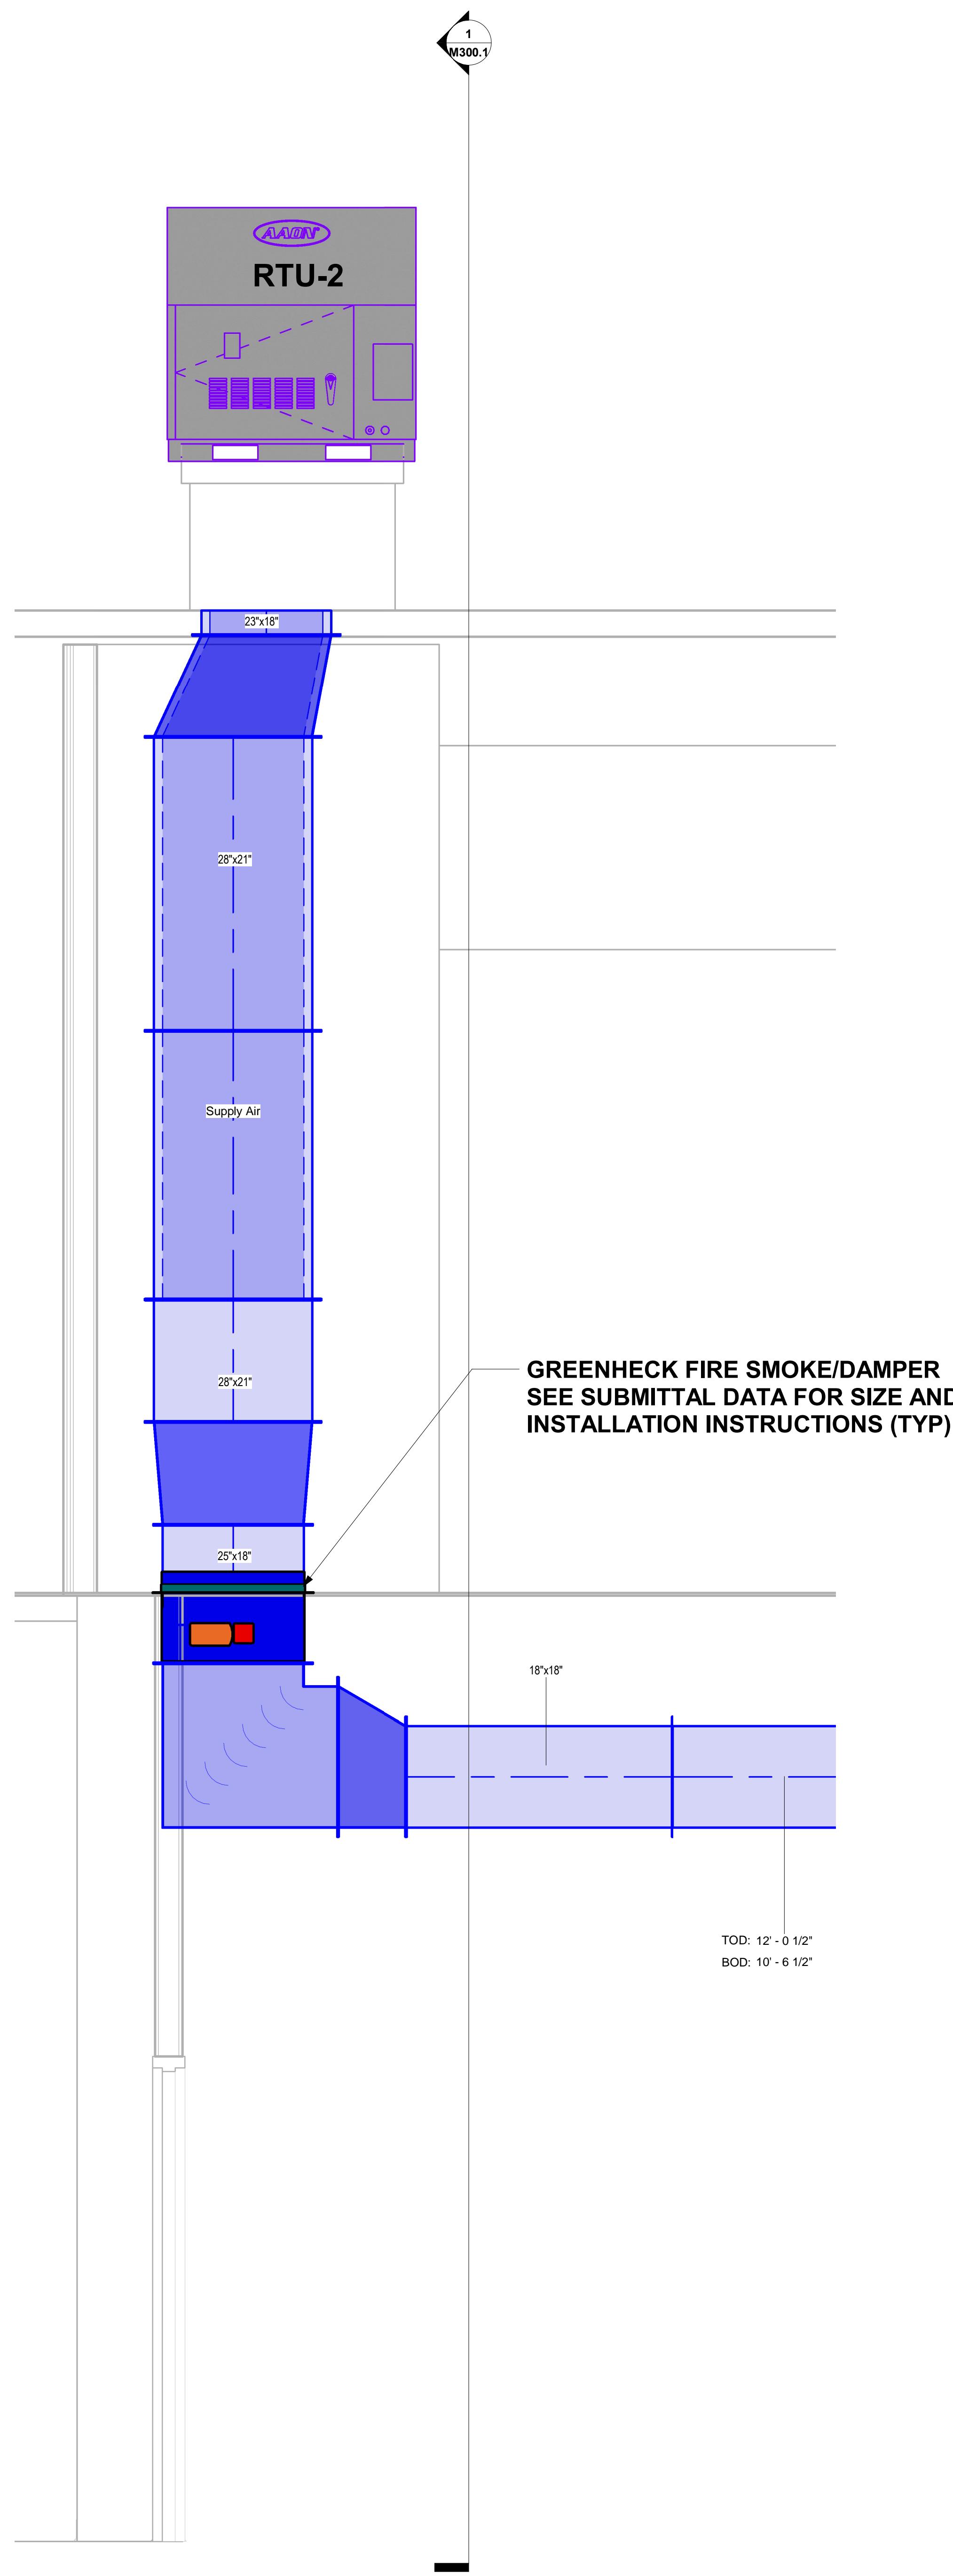 1
M300.1
AAON
RTU-2
23"x18"
28"x21"
Supply Air
28"x21"
GREENHECK FIRE SMOKE/DAMPER
SEE SUBMITTAL DATA FOR SIZE AND
INSTALLATION INSTRUCTIONS (TYP)
25"x18"
18"x18"
TOD: 12' - 0 1/2"
BOD: 10' - 6 1/2"